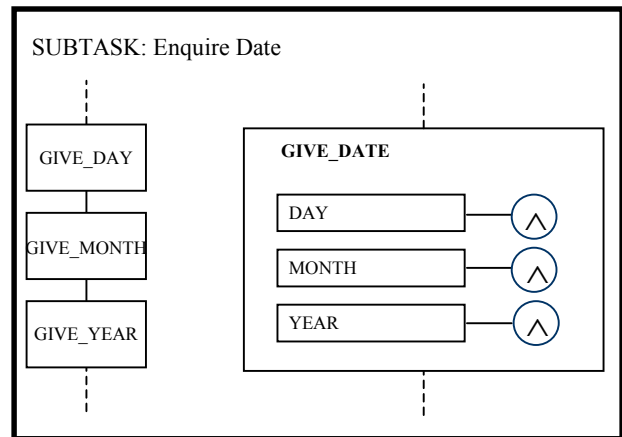 SUBTASK: Enquire Date
GIVE_DAY
GIVE_MONTH
GIVE_YEAR
GIVE_DATE
DAY
MONTH
YEAR